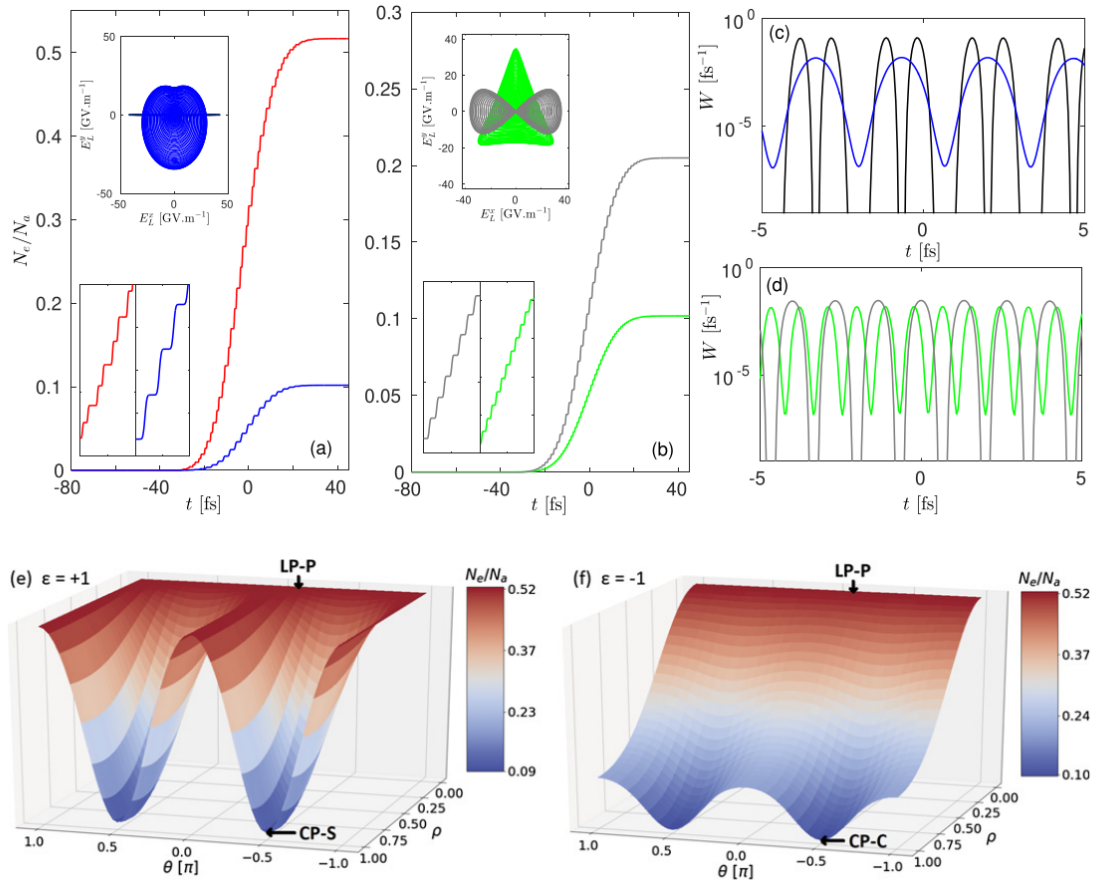 0.5
0.4
0.3
0.2
0.1
0
N_e/N_a
-80
-40
0
40
t [fs]
(a)
50
0
-50
-50
0
50
E_L^y [GV.m⁻¹]
E_L^x [GV.m⁻¹]
0.3
0.25
0.2
0.15
0.1
0.05
0
-80
-40
0
40
t [fs]
(b)
40
20
0
-20
-40
-40
0
40
E_L^y [GV.m⁻¹]
E_L^x [GV.m⁻¹]
(c)
10⁰
10⁻⁵
W [fs⁻¹]
-5
0
5
t [fs]
(d)
10⁰
10⁻⁵
W [fs⁻¹]
-5
0
5
t [fs]
(e) ε = +1
LP-P
N_e/N_a
0.52
0.37
0.23
0.09
CP-S
1.0
0.5
0.0
-0.5
-1.0
θ [π]
0.00
0.25
0.50
0.75
1.00
ρ
(f) ε = -1
LP-P
N_e/N_a
0.52
0.37
0.24
0.10
CP-C
1.0
0.5
0.0
-0.5
-1.0
θ [π]
0.00
0.25
0.50
0.75
1.00
ρ